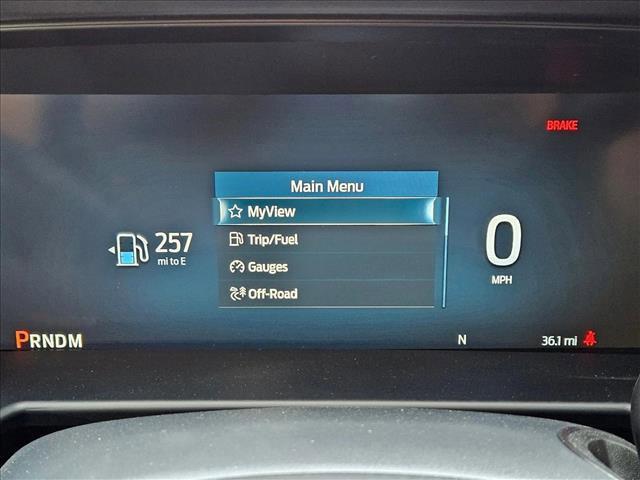 BRAKE
Main Menu
MyView
257
mi to E
Trip/Fuel
0
MPH
Gauges
Off-Road
PRNDM
N
36.1 mi